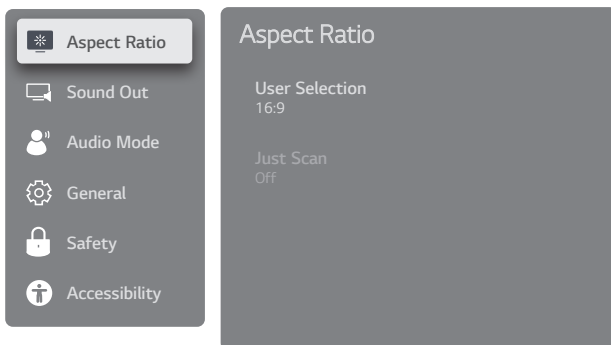 Aspect Ratio
Sound Out
Audio Mode
General
Safety
Accessibility
Aspect Ratio
User Selection
16:9
Just Scan
Off